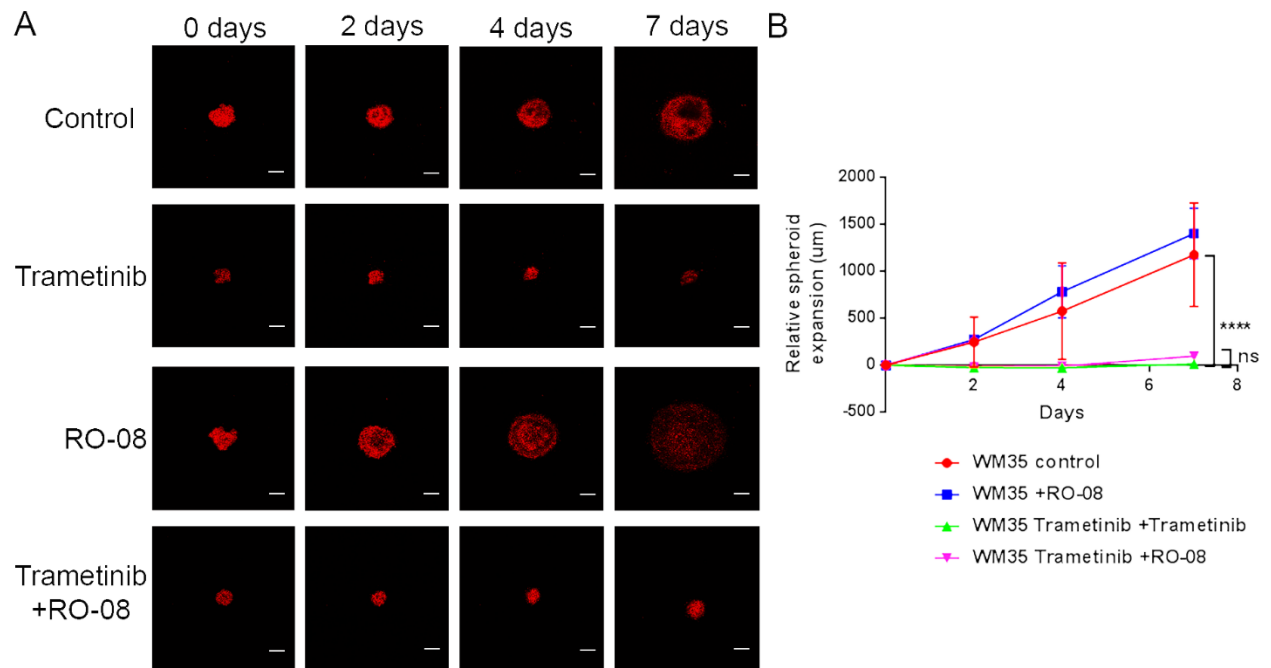 A
0 days
2 days
4 days
7 days
Control
Trametinib
RO-08
Trametinib
+RO-08
B
2000
1500
1000
500
0
-500
Relative spheroid
expansion (um)
2
4
6
8
Days
****
ns
WM35 control
WM35 +RO-08
WM35 Trametinib +Trametinib
WM35 Trametinib +RO-08